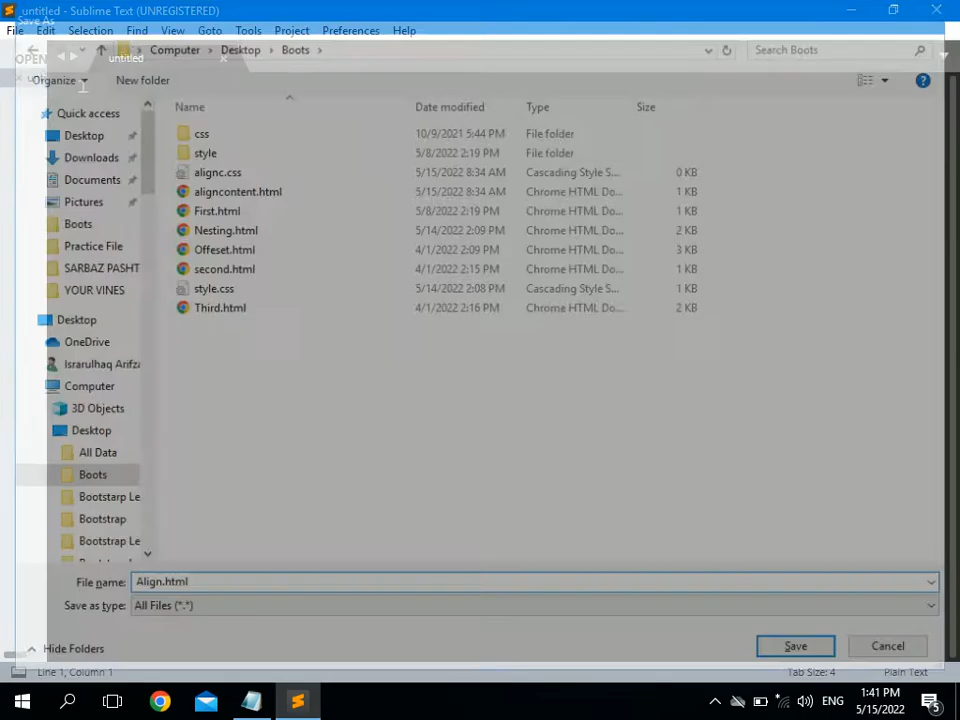 untitled - Sublime Text (UNREGISTERED)
Save As
File Edit Selection Find View Goto Tools Project Preferences Help
Computer Desktop Boots Search Boots
OPEN untitled
Organize New folder
Name Date modified Type Size
Quick access
Desktop
Downloads
Documents
Pictures
Boots
Practice File
SARBAZ PASHT
YOUR VINES
Desktop
OneDrive
Israrulhaq Arifza
Computer
3D Objects
Desktop
All Data
Boots
Bootstarp Le
Bootstrap
Bootstrap Le
css 10/9/2021 5:44 PM File folder
style 5/8/2022 2:19 PM File folder
alignc.css 5/15/2022 8:34 AM Cascading Style S... 0 KB
aligncontent.html 5/15/2022 8:34 AM Chrome HTML Do... 1 KB
First.html 5/8/2022 2:19 PM Chrome HTML Do... 1 KB
Nesting.html 5/14/2022 2:09 PM Chrome HTML Do... 2 KB
Offeset.html 4/1/2022 2:09 PM Chrome HTML Do... 3 KB
second.html 4/1/2022 2:15 PM Chrome HTML Do... 1 KB
style.css 5/14/2022 2:08 PM Cascading Style S... 1 KB
Third.html 4/1/2022 2:16 PM Chrome HTML Do... 2 KB
File name: Align.html
Save as type: All Files (*.*)
Hide Folders Save Cancel
Line 1, Column 1 Tab Size: 4 Plain Text
ENG 1:41 PM
5/15/2022
5